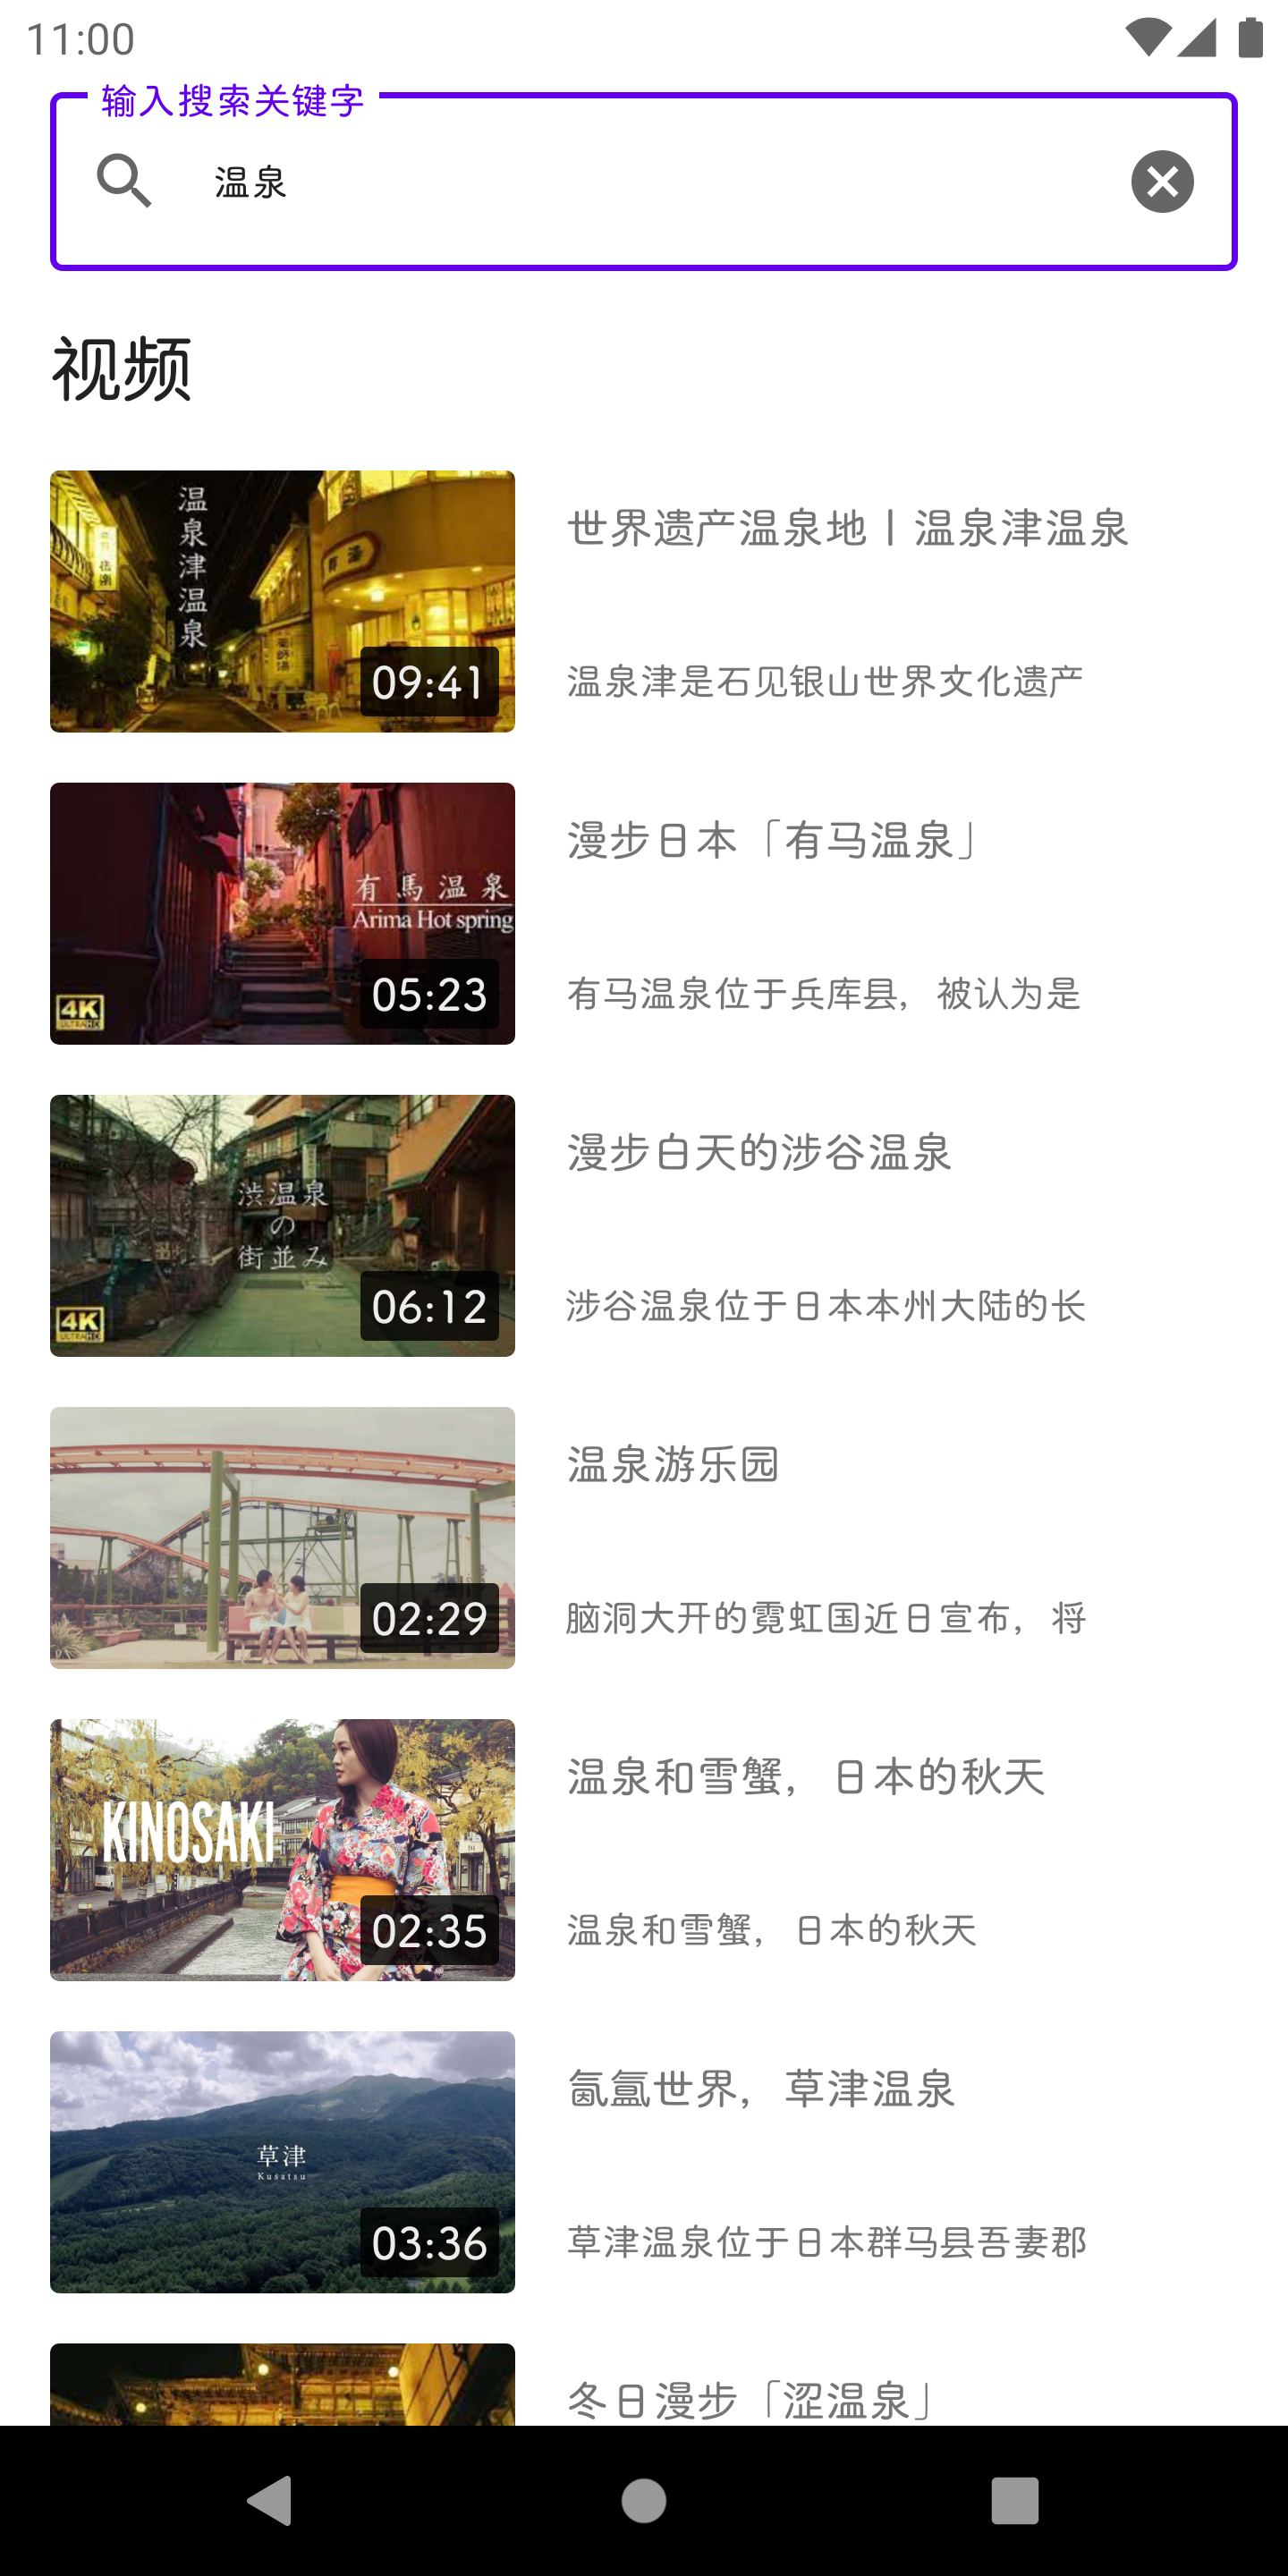 11:00
输入搜索关键字
温泉
视频
温泉津温泉
09:41
世界遗产温泉地丨温泉津温泉
温泉津是石见银山世界文化遗产
有馬温泉
Arima Hot spring
4K
ULTRA HD
05:23
漫步日本「有马温泉」
有马温泉位于兵库县，被认为是
渋温泉
の
街並み
4K
ULTRA HD
06:12
漫步白天的涉谷温泉
涉谷温泉位于日本本州大陆的长
02:29
温泉游乐园
脑洞大开的霓虹国近日宣布，将
KINOSAKI
02:35
温泉和雪蟹，日本的秋天
温泉和雪蟹，日本的秋天
草津
Kusatsu
03:36
氤氲世界，草津温泉
草津温泉位于日本群马县吾妻郡
冬日漫步「涩温泉」